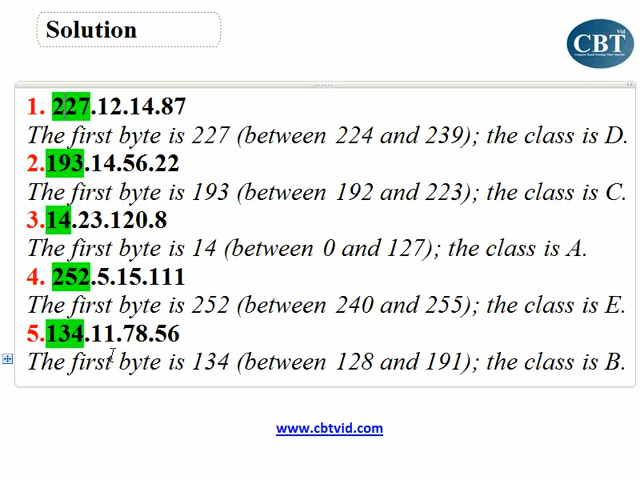 Solution
Vid
CBT
1. 227.12.14.87
The first byte is 227 (between 224 and 239); the class is D.
2.193.14.56.22
The first byte is 193 (between 192 and 223); the class is C.
3.14.23.120.8
The first byte is 14 (between 0 and 127); the class is A.
4. 252.5.15.111
The first byte is 252 (between 240 and 255); the class is E.
5.134.11.78.56
The first byte is 134 (between 128 and 191); the class is B.
www.cbtvid.com